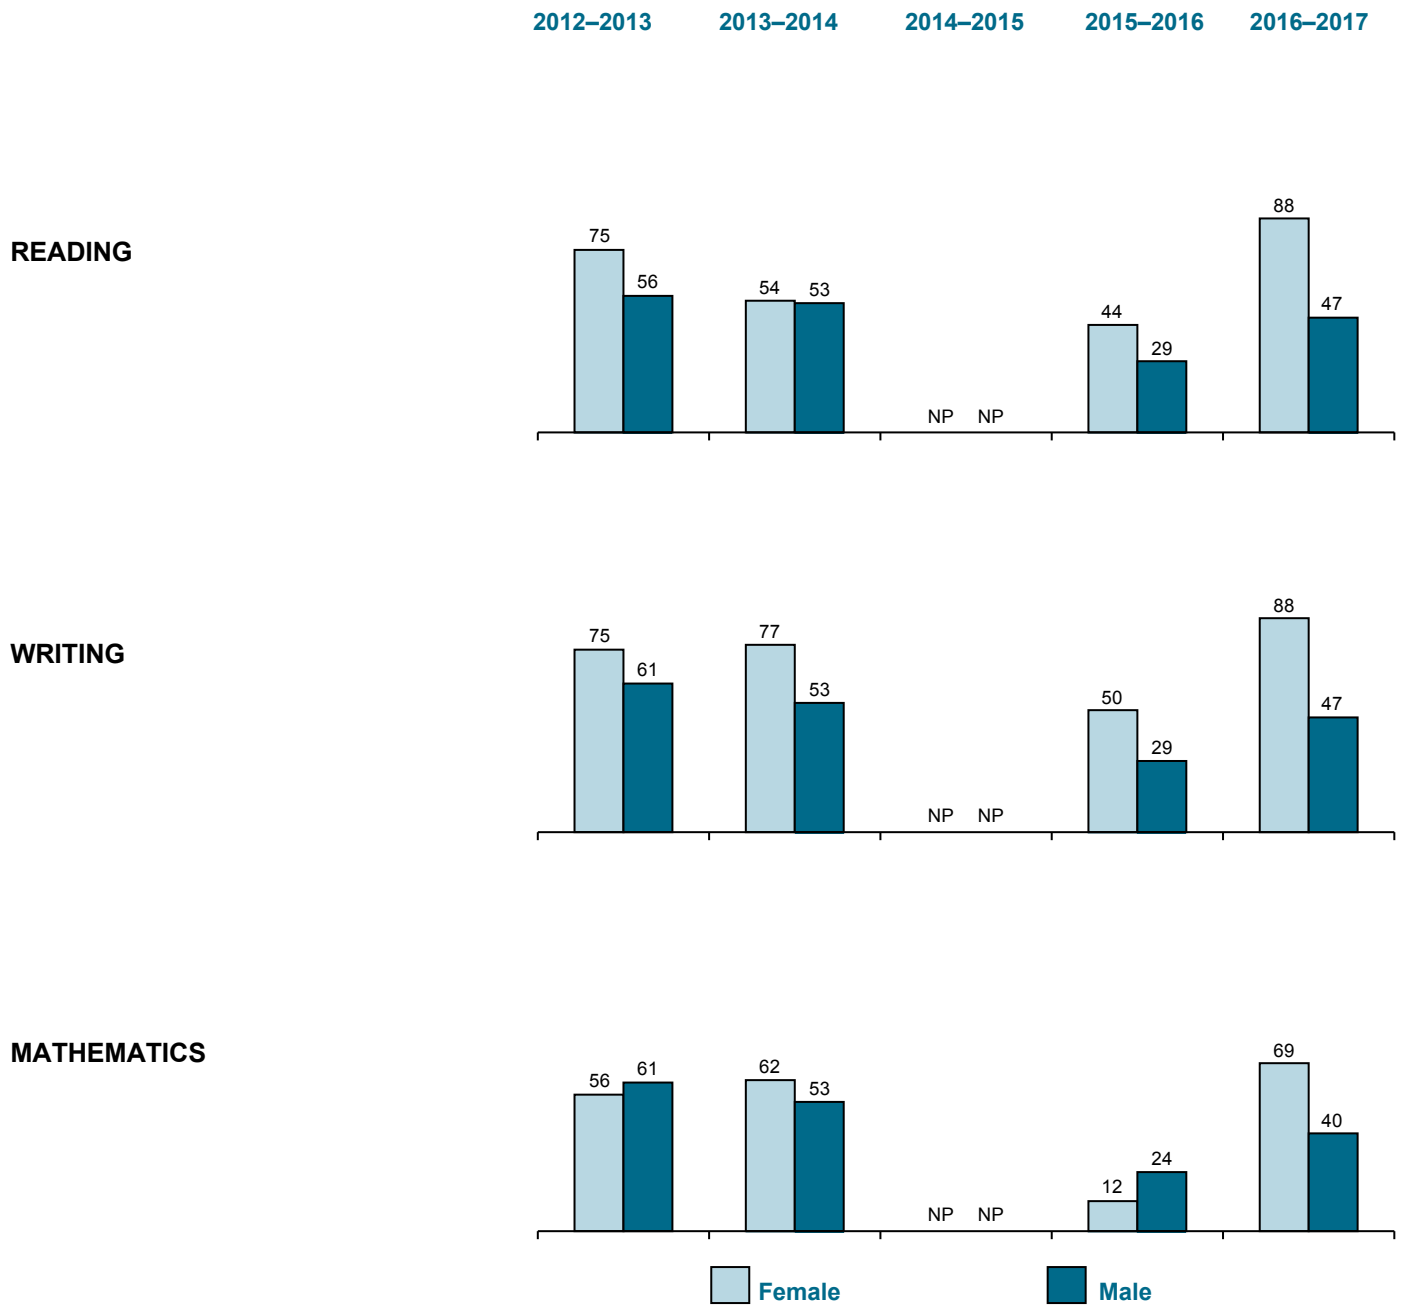 2012–2013 2013–2014 2014–2015 2015–2016 2016–2017
READING
75 56 54 53 NP NP 44 29 88 47
WRITING
75 61 77 53 NP NP 50 29 88 47
MATHEMATICS
56 61 62 53 NP NP 12 24 69 40
Female Male